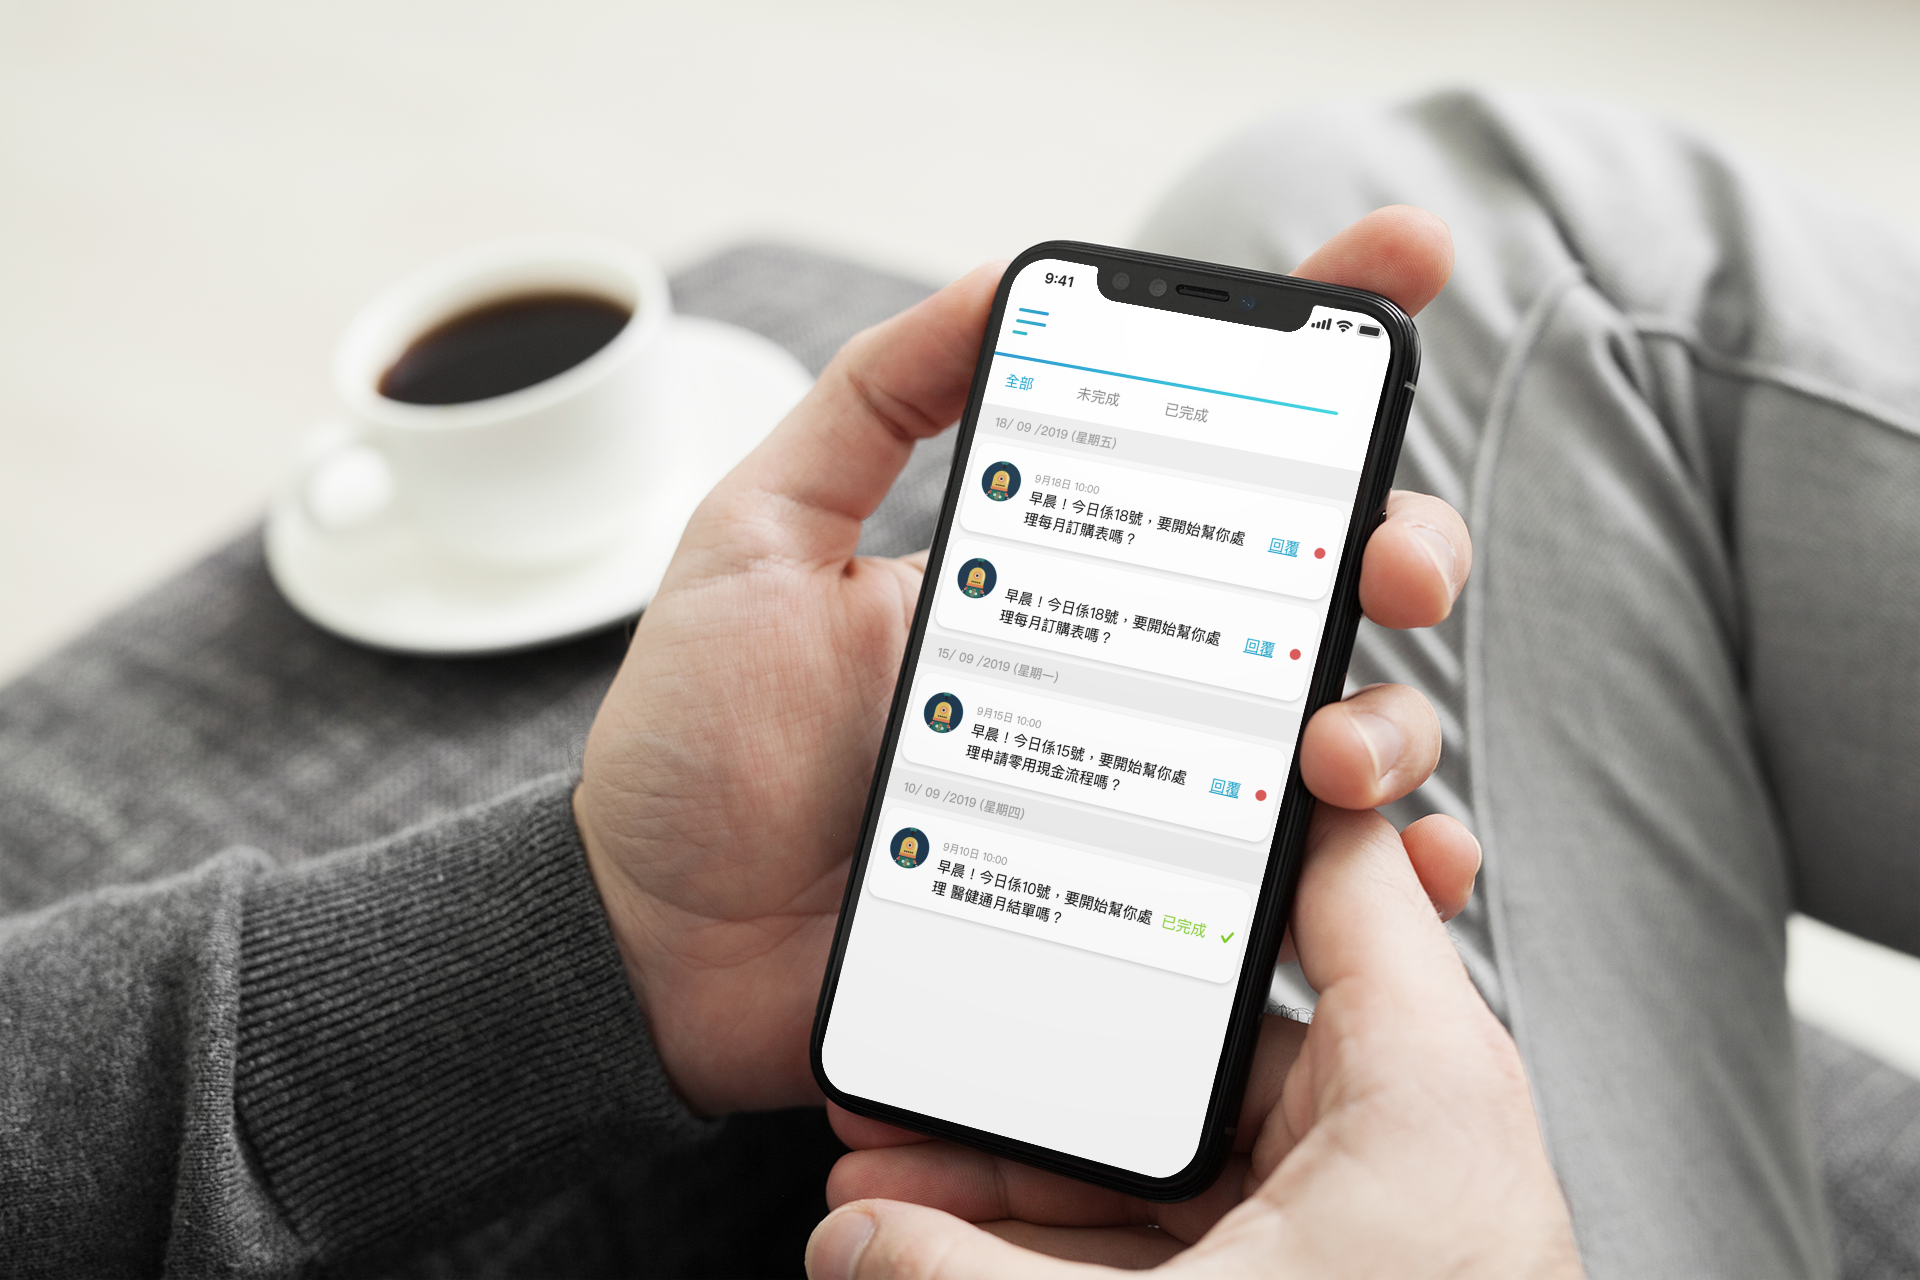 9:41
全部 未完成 已完成
18/ 09 /2019 (星期五)
9月18日 10:00
早晨！今日係18號，要開始幫你處
理每月訂購表嗎？
回覆
早晨！今日係18號，要開始幫你處
理每月訂購表嗎？
回覆
15/ 09 /2019 (星期一)
9月15日 10:00
早晨！今日係15號，要開始幫你處
理申請零用現金流程嗎？
回覆
10/ 09 /2019 (星期四)
9月10日 10:00
早晨！今日係10號，要開始幫你處
理 醫健通月結單嗎？
已完成